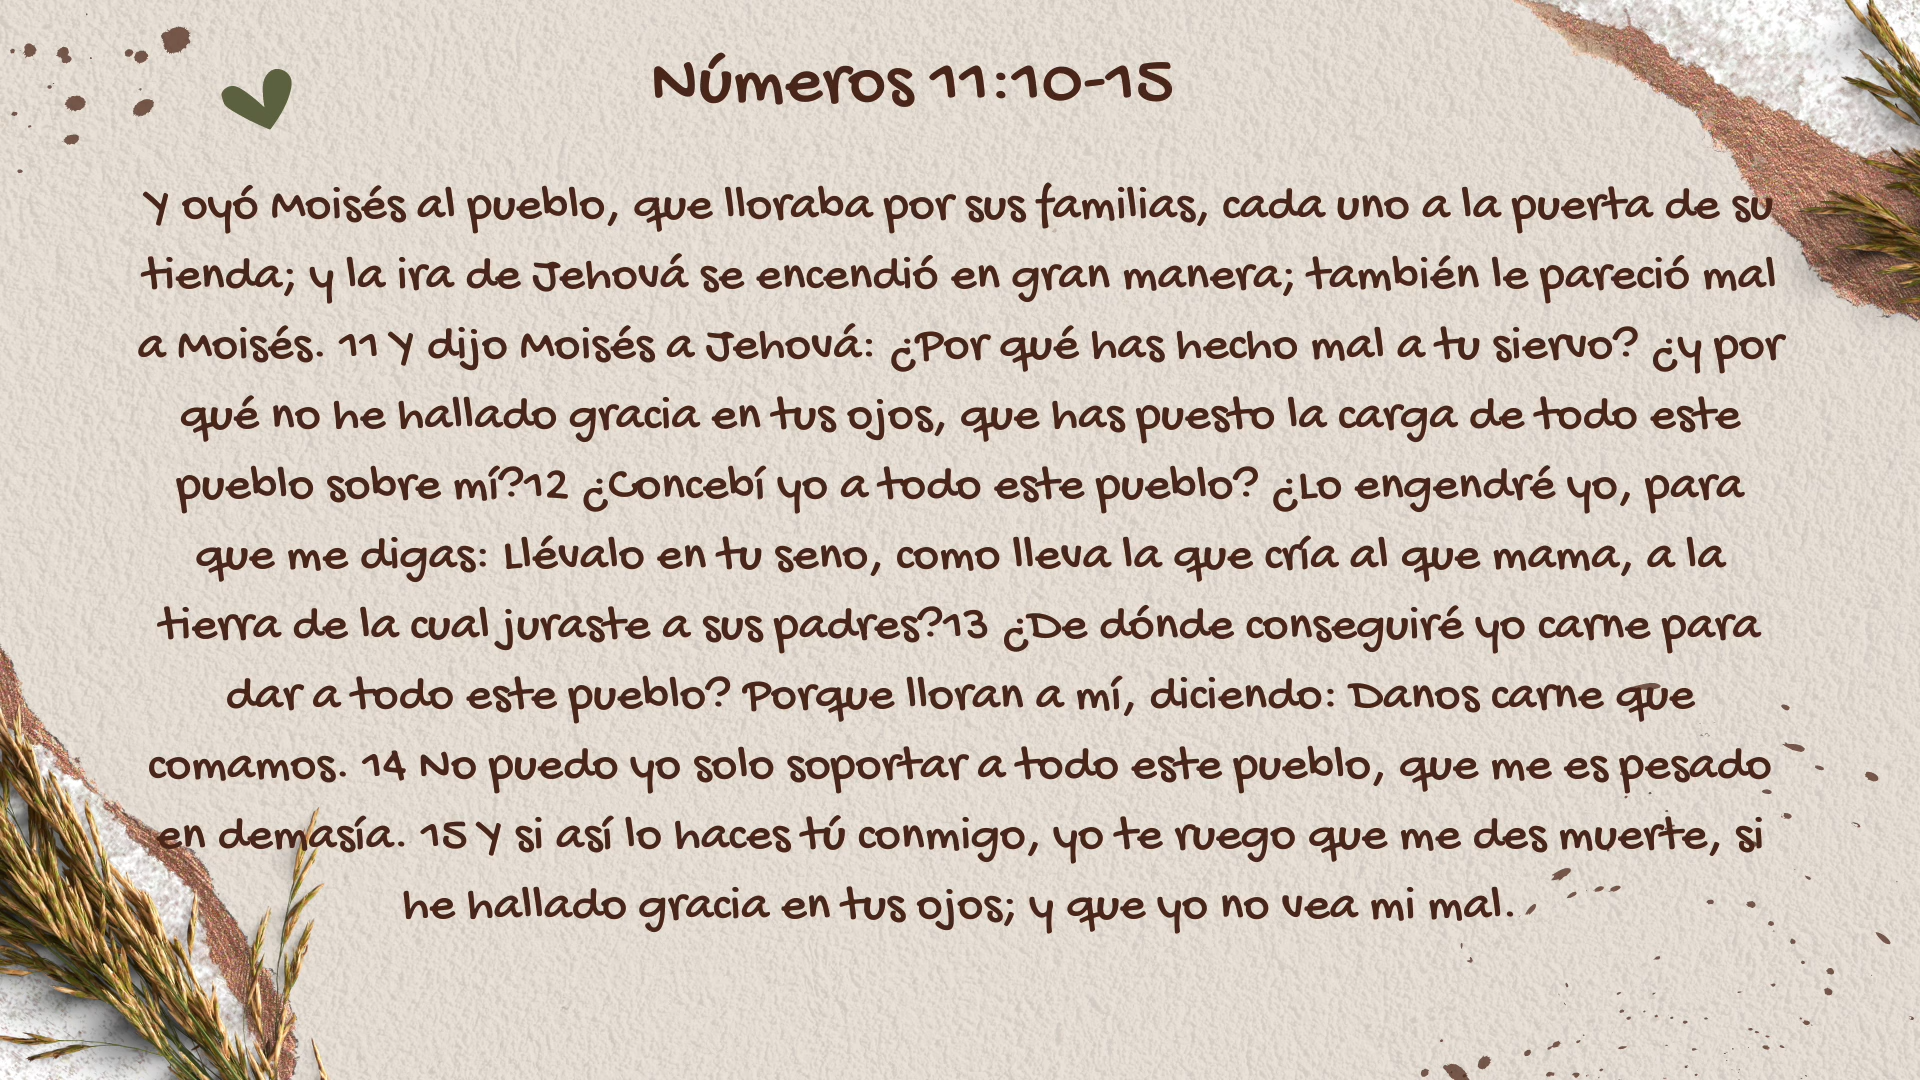 Números 11:10-15
Y oyó Moisés al pueblo, que lloraba por sus familias, cada uno a la puerta de su
tienda; y la ira de Jehová se encendió en gran manera; también le pareció mal
a Moisés. 11 Y dijo Moisés a Jehová: ¿Por qué has hecho mal a tu siervo? ¿y por
qué no he hallado gracia en tus ojos, que has puesto la carga de todo este
pueblo sobre mí?12 ¿Concebí yo a todo este pueblo? ¿Lo engendré yo, para
que me digas: Llévalo en tu seno, como lleva la que cría al que mama, a la
tierra de la cual juraste a sus padres?13 ¿De dónde conseguiré yo carne para
dar a todo este pueblo? Porque lloran a mí, diciendo: Danos carne que
comamos. 14 No puedo yo solo soportar a todo este pueblo, que me es pesado
en demasía. 15 Y si así lo haces tú conmigo, yo te ruego que me des muerte, si
he hallado gracia en tus ojos; y que yo no vea mi mal.